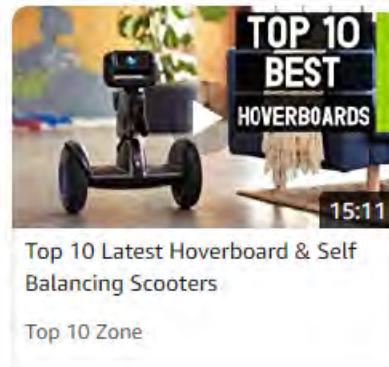 TOP 10
BEST
HOVERBOARDS
15:11
Top 10 Latest Hoverboard & Self
Balancing Scooters
Top 10 Zone